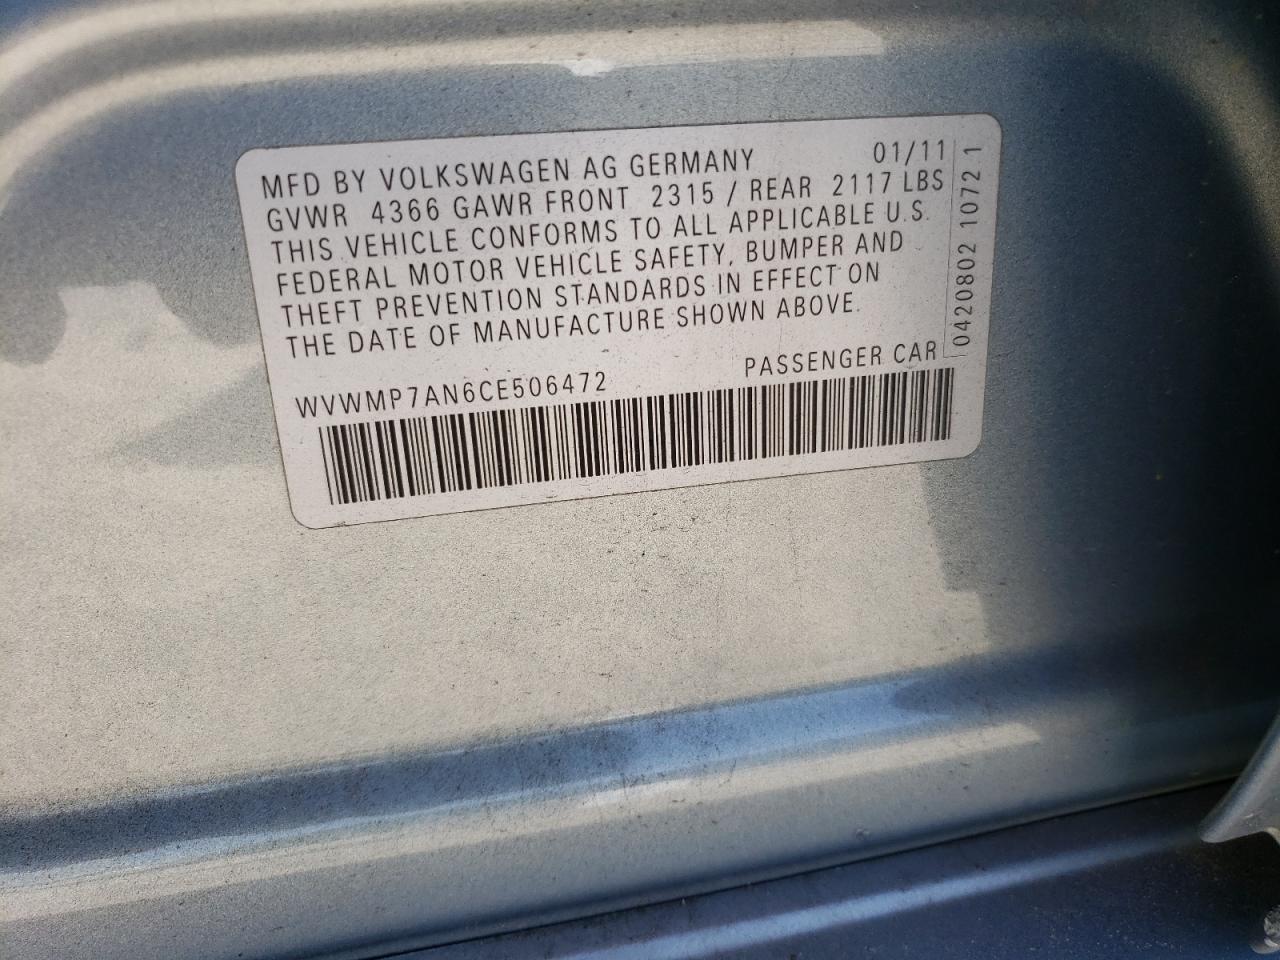 MFD BY VOLKSWAGEN AG GERMANY 01/11
GVWR 4366 GAWR FRONT 2315 / REAR 2117 LBS
THIS VEHICLE CONFORMS TO ALL APPLICABLE U.S.
FEDERAL MOTOR VEHICLE SAFETY, BUMPER AND
THEFT PREVENTION STANDARDS IN EFFECT ON
THE DATE OF MANUFACTURE SHOWN ABOVE.
WVWMP7AN6CE506472 PASSENGER CAR
0420802 1072 1